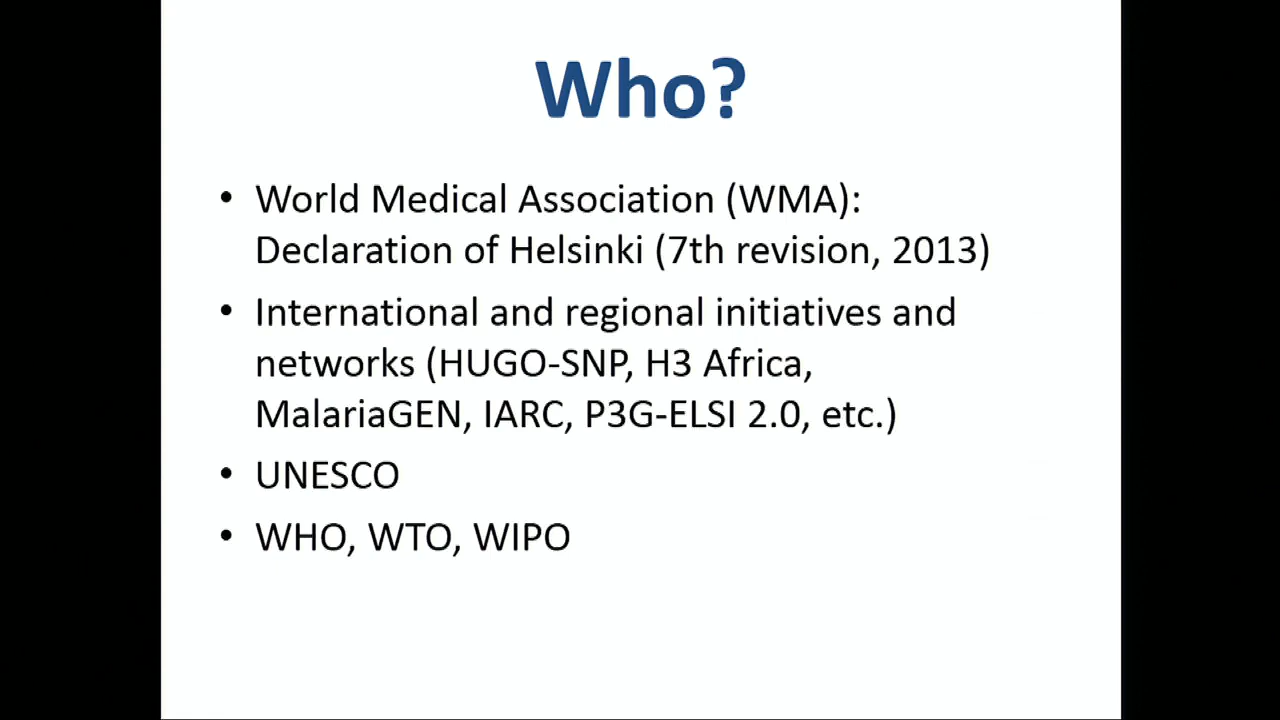 Who?
• World Medical Association (WMA):
Declaration of Helsinki (7th revision, 2013)
• International and regional initiatives and
networks (HUGO-SNP, H3 Africa,
MalariaGEN, IARC, P3G-ELSI 2.0, etc.)
• UNESCO
• WHO, WTO, WIPO